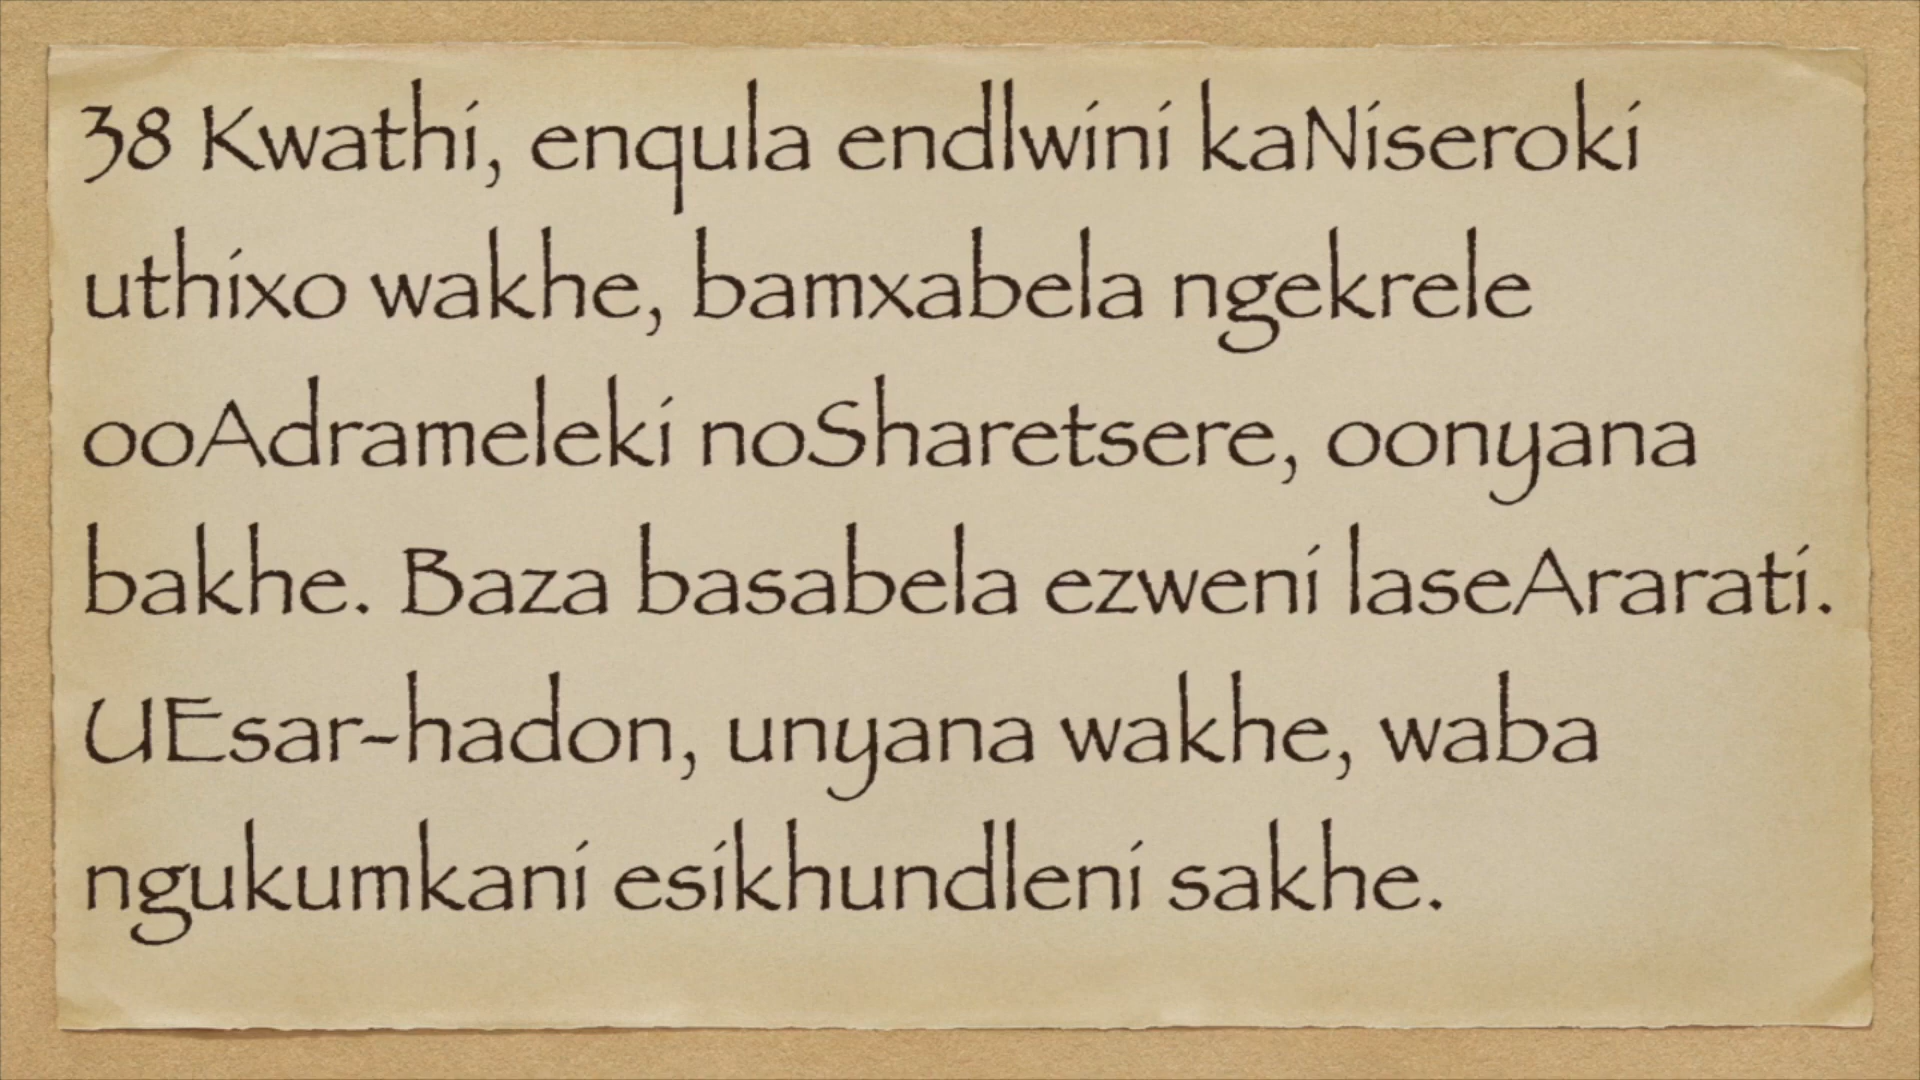 38 Kwathi, enqula endlwini kaNiseroki
uthixo wakhe, bamxabela ngekrele
ooAdrameleki noSharetsere, oonyana
bakhe. Baza basabela ezweni laseArarati.
UEsar-hadon, unyana wakhe, waba
ngukumkani esikhundleni sakhe.